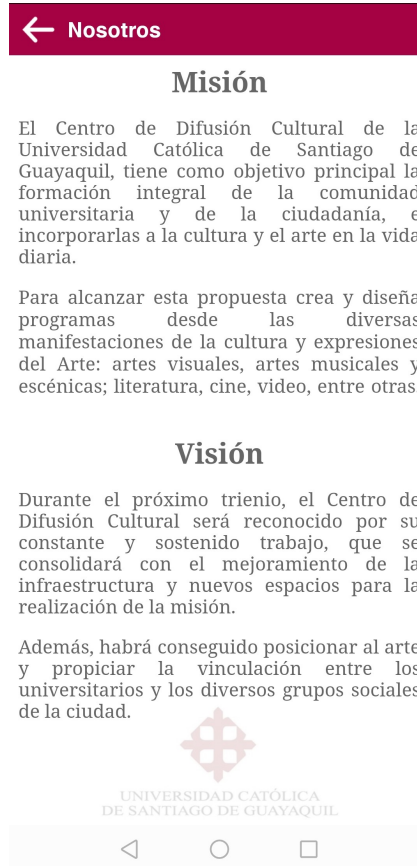 Nosotros
Misión
El Centro de Difusión Cultural de la
Universidad Católica de Santiago de
Guayaquil, tiene como objetivo principal la
formación integral de la comunidad
universitaria y de la ciudadanía, e
incorporarlas a la cultura y el arte en la vida
diaria.
Para alcanzar esta propuesta crea y diseña
programas desde las diversas
manifestaciones de la cultura y expresiones
del Arte: artes visuales, artes musicales y
escénicas; literatura, cine, video, entre otras.
Visión
Durante el próximo trienio, el Centro de
Difusión Cultural será reconocido por su
constante y sostenido trabajo, que se
consolidará con el mejoramiento de la
infraestructura y nuevos espacios para la
realización de la misión.
Además, habrá conseguido posicionar al arte
y propiciar la vinculación entre los
universitarios y los diversos grupos sociales
de la ciudad.
UNIVERSIDAD CATÓLICA
DE SANTIAGO DE GUAYAQUIL